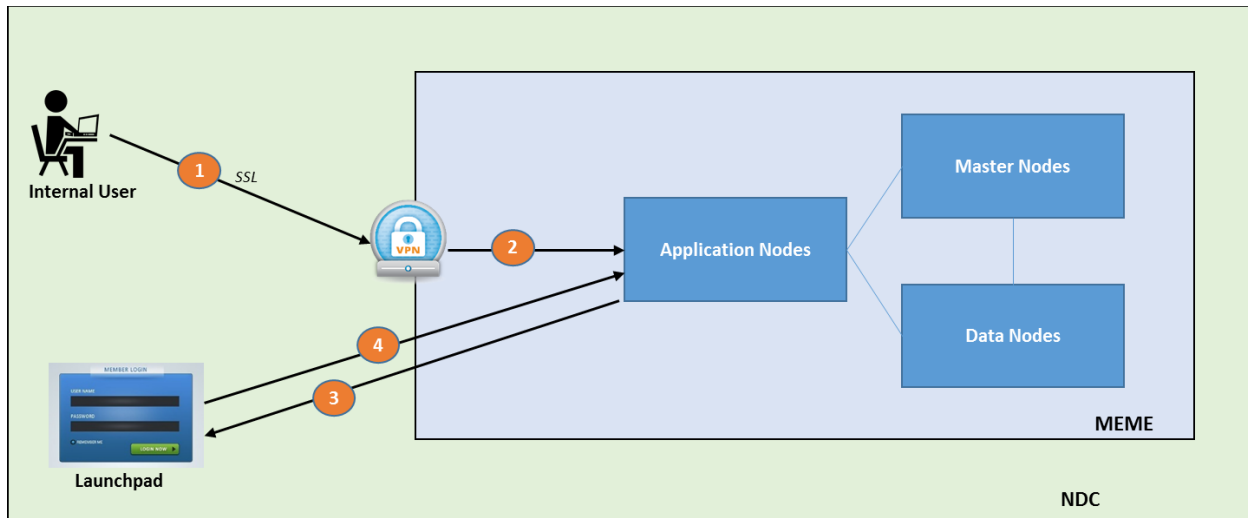 Internal User
1
SSL
VPN
2
Application Nodes
Master Nodes
Data Nodes
4
3
MEMBER LOGIN
USER NAME
PASSWORD
REMEMBER ME
LOGIN NOW
Launchpad
MEME
NDC